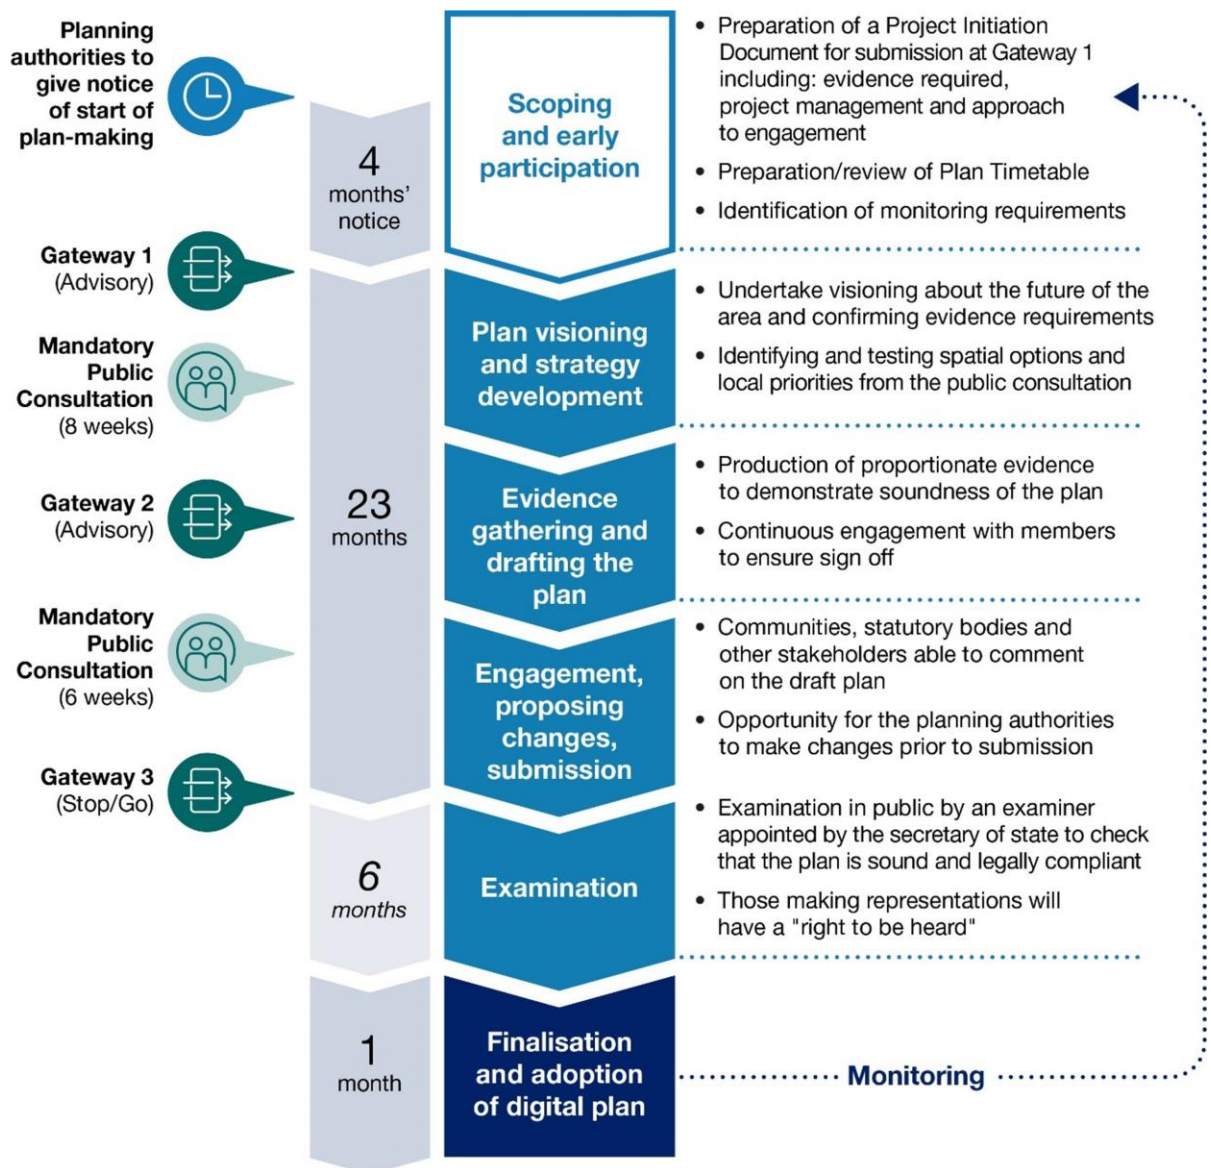 Planning
authorities to
give notice
of start of
plan-making
4
months’
notice
Scoping
and early
participation
• Preparation of a Project Initiation
Document for submission at Gateway 1
including: evidence required,
project management and approach
to engagement
• Preparation/review of Plan Timetable
• Identification of monitoring requirements
Gateway 1
(Advisory)
Mandatory
Public
Consultation
(8 weeks)
Plan visioning
and strategy
development
• Undertake visioning about the future of the
area and confirming evidence requirements
• Identifying and testing spatial options and
local priorities from the public consultation
Gateway 2
(Advisory)
23
months
Evidence
gathering and
drafting the
plan
• Production of proportionate evidence
to demonstrate soundness of the plan
• Continuous engagement with members
to ensure sign off
Mandatory
Public
Consultation
(6 weeks)
Engagement,
proposing
changes,
submission
• Communities, statutory bodies and
other stakeholders able to comment
on the draft plan
• Opportunity for the planning authorities
to make changes prior to submission
Gateway 3
(Stop/Go)
6
months
Examination
• Examination in public by an examiner
appointed by the secretary of state to check
that the plan is sound and legally compliant
• Those making representations will
have a "right to be heard"
1
month
Finalisation
and adoption
of digital plan
Monitoring